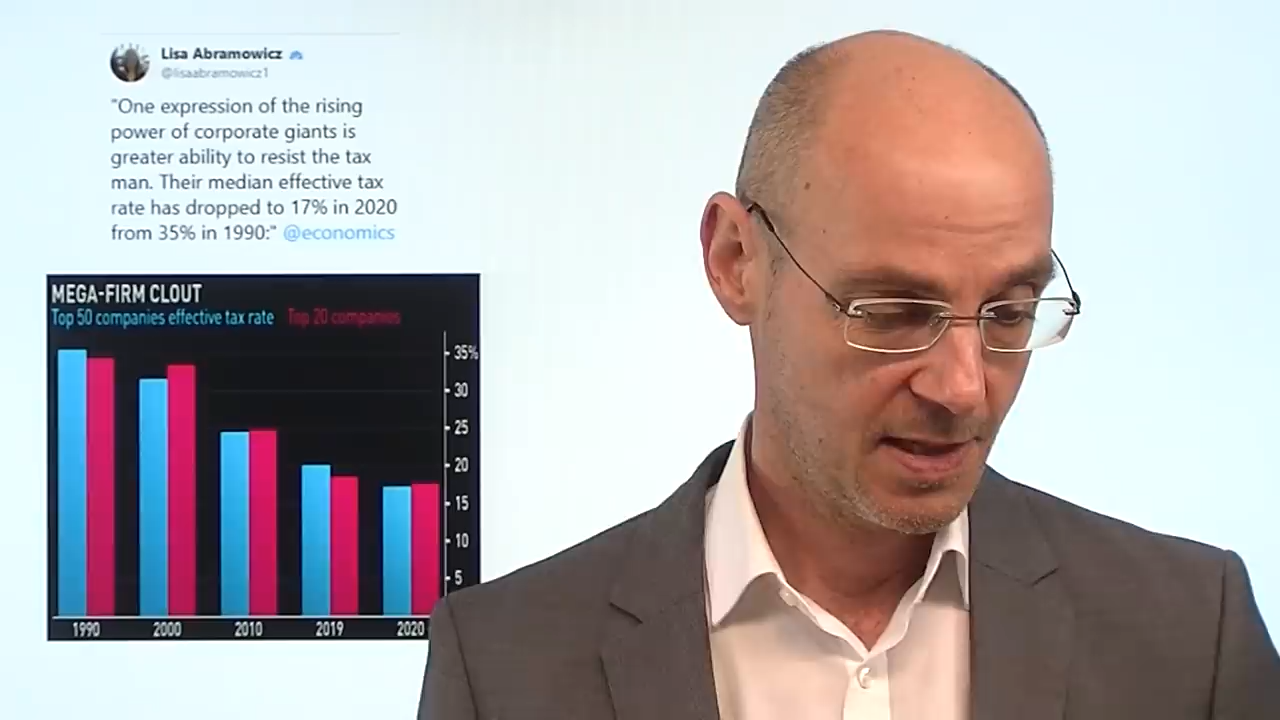 Lisa Abramowicz
@lisaabramowicz1
"One expression of the rising
power of corporate giants is
greater ability to resist the tax
man. Their median effective tax
rate has dropped to 17% in 2020
from 35% in 1990:" @economics
MEGA-FIRM CLOUT
Top 50 companies effective tax rate Top 20 companies
35%
30
25
20
15
10
5
1990 2000 2010 2019 2020